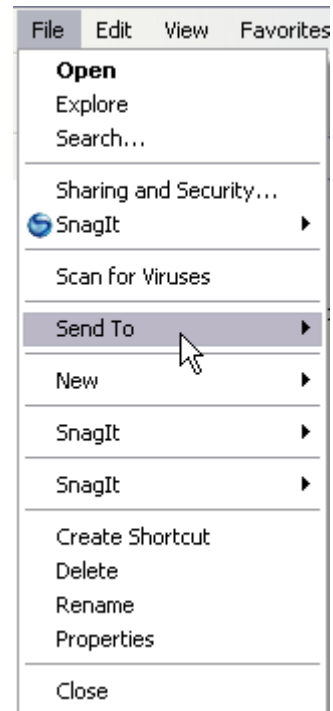 File Edit View Favorites
Open
Explore
Search...
Sharing and Security...
SnagIt
Scan for Viruses
Send To
New
SnagIt
SnagIt
Create Shortcut
Delete
Rename
Properties
Close